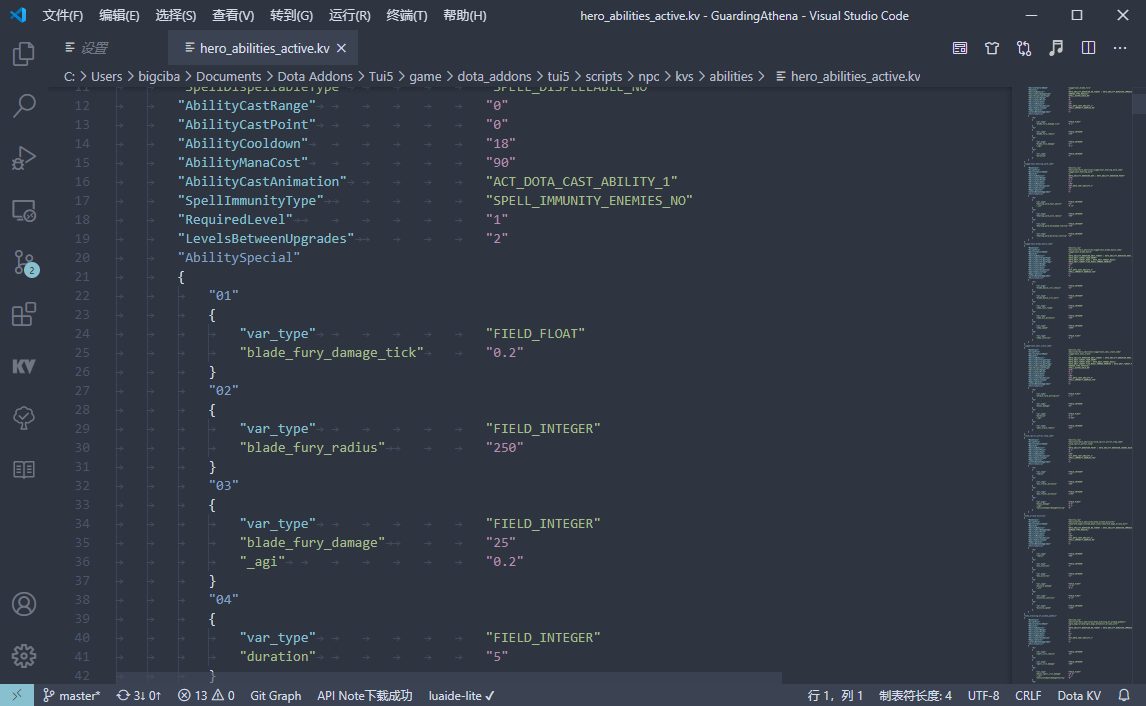 文件(F) 编辑(E) 选择(S) 查看(V) 转到(G) 运行(R) 终端(T) 帮助(H) hero_abilities_active.kv - GuardingAthena - Visual Studio Code
设置 hero_abilities_active.kv
C: > Users > bigciba > Documents > Dota Addons > Tui5 > game > dota_addons > tui5 > scripts > npc > kvs > abilities > hero_abilities_active.kv
11 "SpellDispellableType" "SPELL_DISPELLABLE_NO"
12 "AbilityCastRange" "0"
13 "AbilityCastPoint" "0"
14 "AbilityCooldown" "18"
15 "AbilityManaCost" "90"
16 "AbilityCastAnimation" "ACT_DOTA_CAST_ABILITY_1"
17 "SpellImmunityType" "SPELL_IMMUNITY_ENEMIES_NO"
18 "RequiredLevel" "1"
19 "LevelsBetweenUpgrades" "2"
20 "AbilitySpecial"
21 {
22 "01"
23 {
24 "var_type" "FIELD_FLOAT"
25 "blade_fury_damage_tick" "0.2"
26 }
27 "02"
28 {
29 "var_type" "FIELD_INTEGER"
30 "blade_fury_radius" "250"
31 }
32 "03"
33 {
34 "var_type" "FIELD_INTEGER"
35 "blade_fury_damage" "25"
36 "_agi" "0.2"
37 }
38 "04"
39 {
40 "var_type" "FIELD_INTEGER"
41 "duration" "5"
42 }
2
KV
master* 3↓ 0↑ 13 0 Git Graph API Note下载成功 luaide-lite ✓ 行 1，列 1 制表符长度: 4 UTF-8 CRLF Dota KV